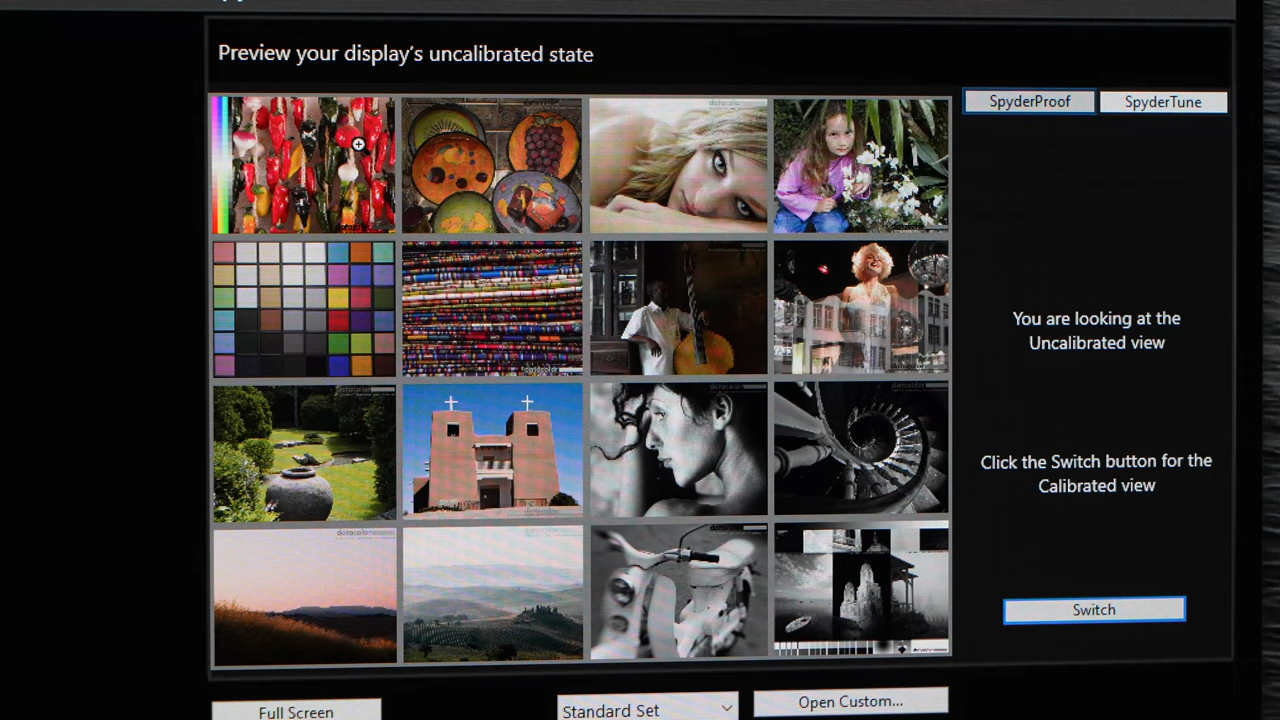 Preview your display's uncalibrated state
SpyderProof
SpyderTune
You are looking at the
Uncalibrated view
Click the Switch button for the
Calibrated view
Switch
Full Screen
Standard Set
Open Custom...